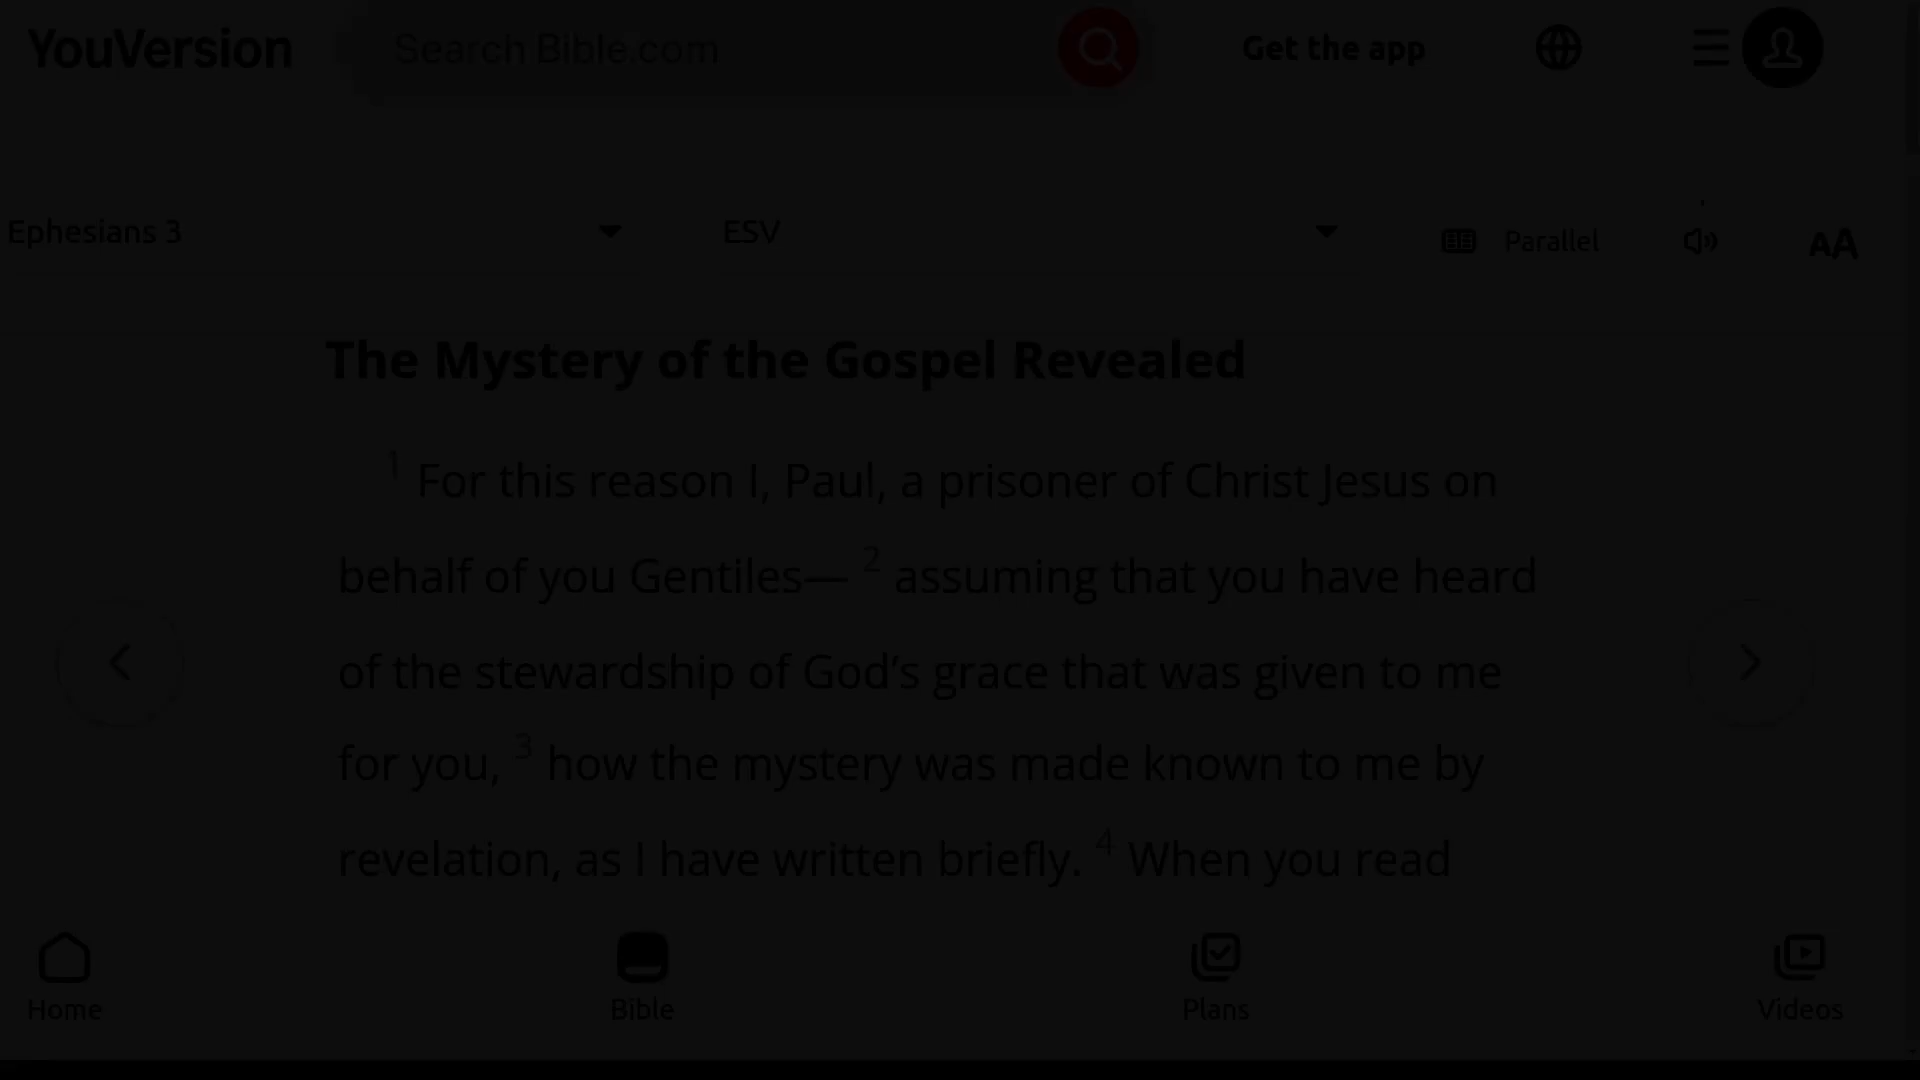 YouVersion Search Bible.com Get the app
Ephesians 3 ESV Parallel AA
The Mystery of the Gospel Revealed
1 For this reason I, Paul, a prisoner of Christ Jesus on
behalf of you Gentiles— 2 assuming that you have heard
of the stewardship of God’s grace that was given to me
for you, 3 how the mystery was made known to me by
revelation, as I have written briefly. 4 When you read
Home Bible Plans Videos